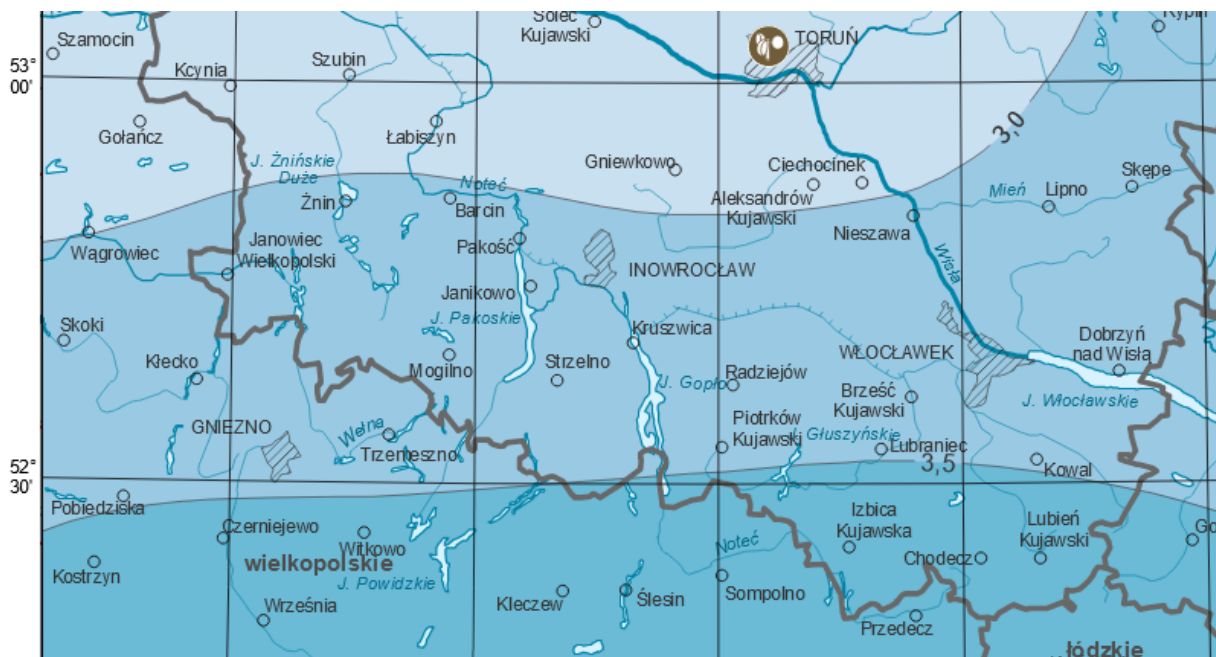 Solec
Kujawski
TORUŃ
Rypin
Szamocin
Szubin
53°
00'
Kcynia
3,0
Gołańcz
Łabiszyn
J. Żnińskie
Duże
Gniewkowo
Ciechocinek
Skępe
Noteć
Mień
Lipno
Żnin
Barcin
Aleksandrów
Kujawski
Nieszawa
Wągrowiec
Janowiec
Wielkopolski
Pakość
INOWROCŁAW
Wisła
Janikowo
J. Pakoskie
Skoki
Kruszwica
Dobrzyń
nad Wisłą
Kłecko
Mogilno
Strzelno
WŁOCŁAWEK
Radziejów
J. Gopło
Brześć
Kujawski
J. Włocławskie
GNIEZNO
Wełna
Piotrków
Kujawski
J. Głuszyńskie
Trzemeszno
Lubraniec
52°
30'
3,5
Kowal
Pobiedziska
Czerniejewo
Izbica
Kujawska
Lubień
Kujawski
Go
Witkowo
wielkopolskie
Noteć
Chodecz
Kostrzyn
J. Powidzkie
Kleczew
Ślesin
Sompolno
Września
Przedecz
łódzkie